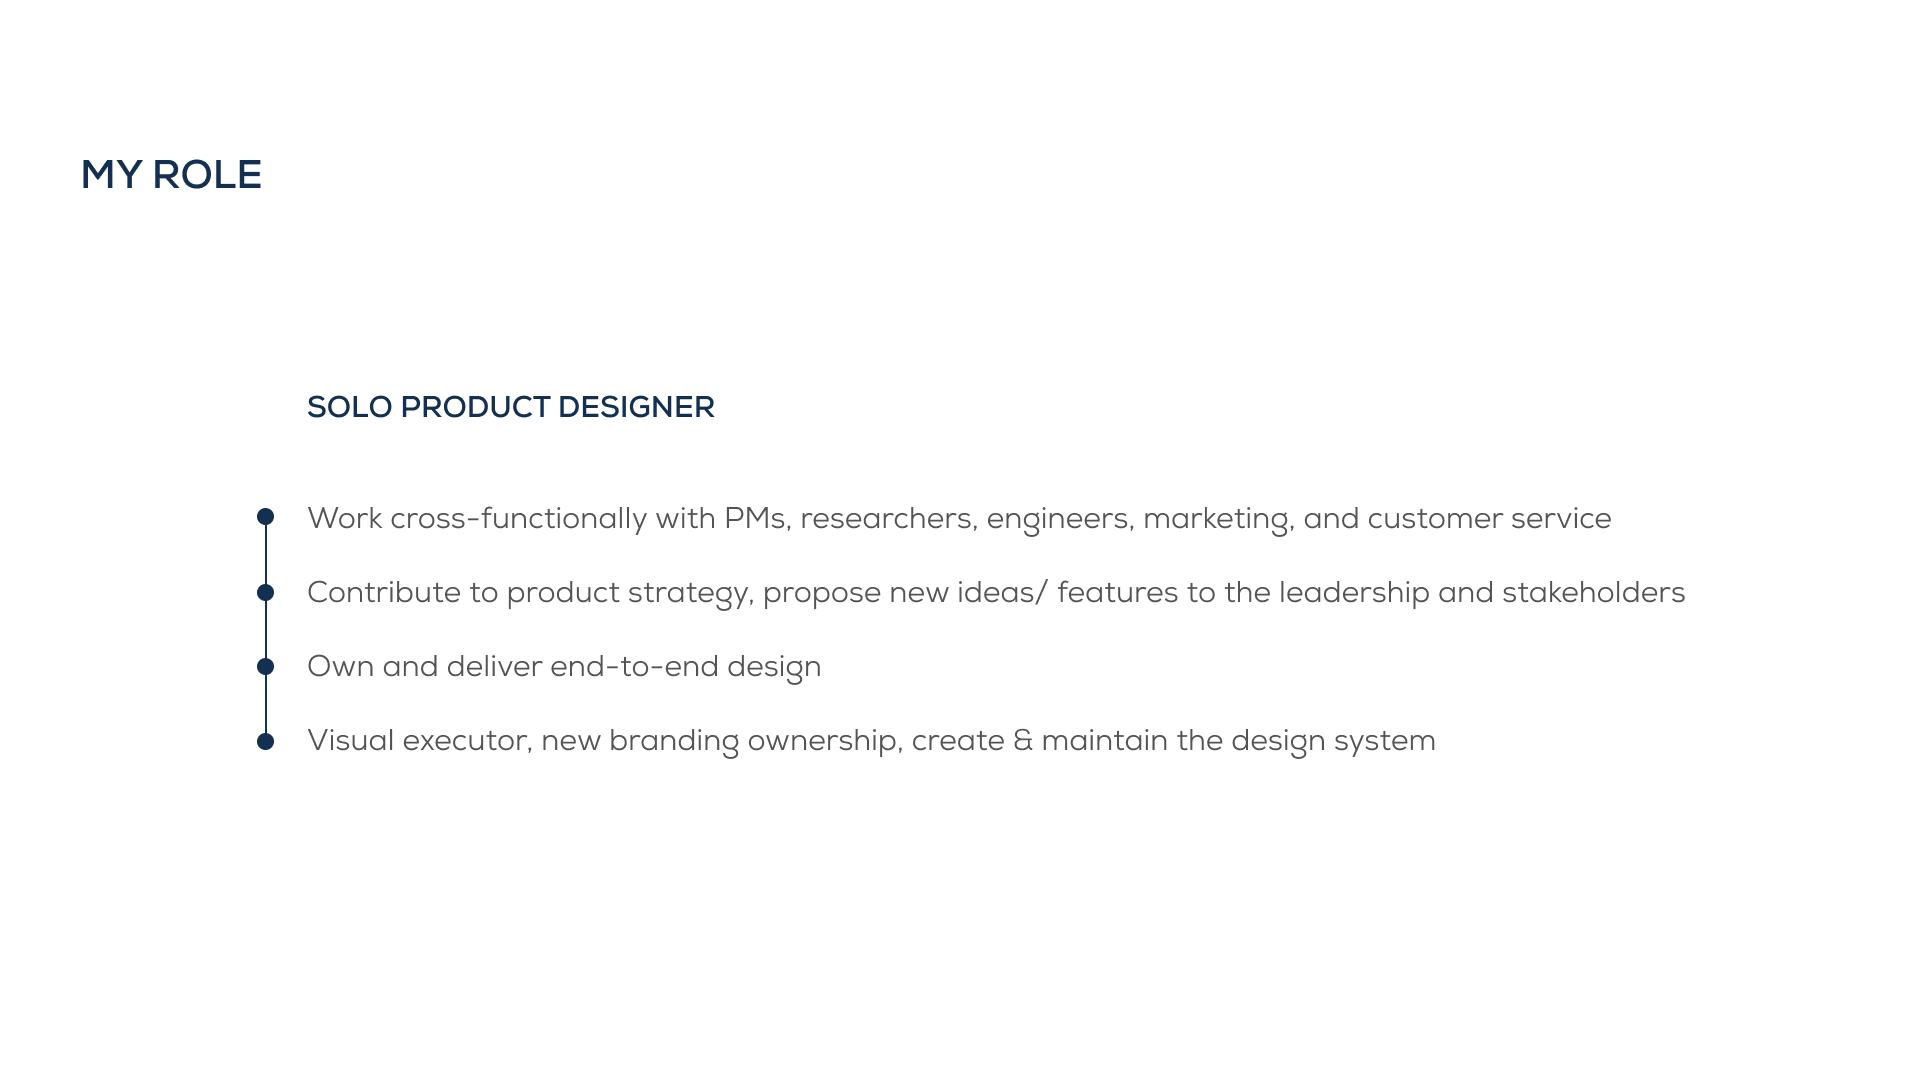 MY ROLE
SOLO PRODUCT DESIGNER
Work cross-functionally with PMs, researchers, engineers, marketing, and customer service
Contribute to product strategy, propose new ideas/ features to the leadership and stakeholders
Own and deliver end-to-end design
Visual executor, new branding ownership, create & maintain the design system